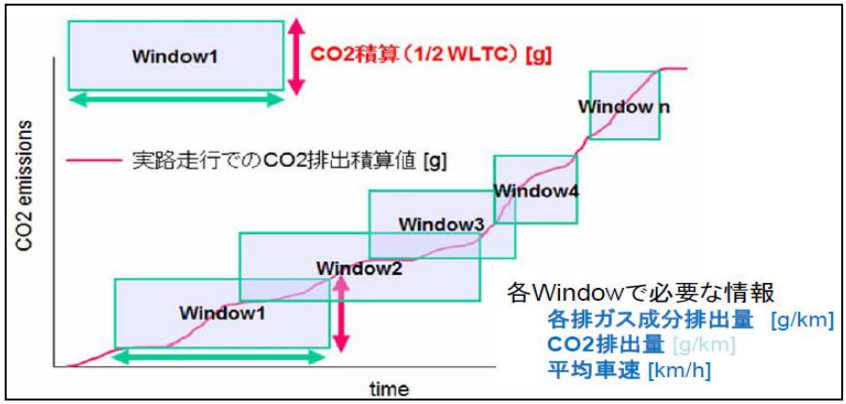 Window1
CO2積算（1/2 WLTC）[g]
Window n
実路走行でのCO2排出積算値 [g]
Window4
Window3
Window2
Window1
CO2 emissions
time
各Windowで必要な情報
各排ガス成分排出量 [g/km]
CO2排出量 [g/km]
平均車速 [km/h]